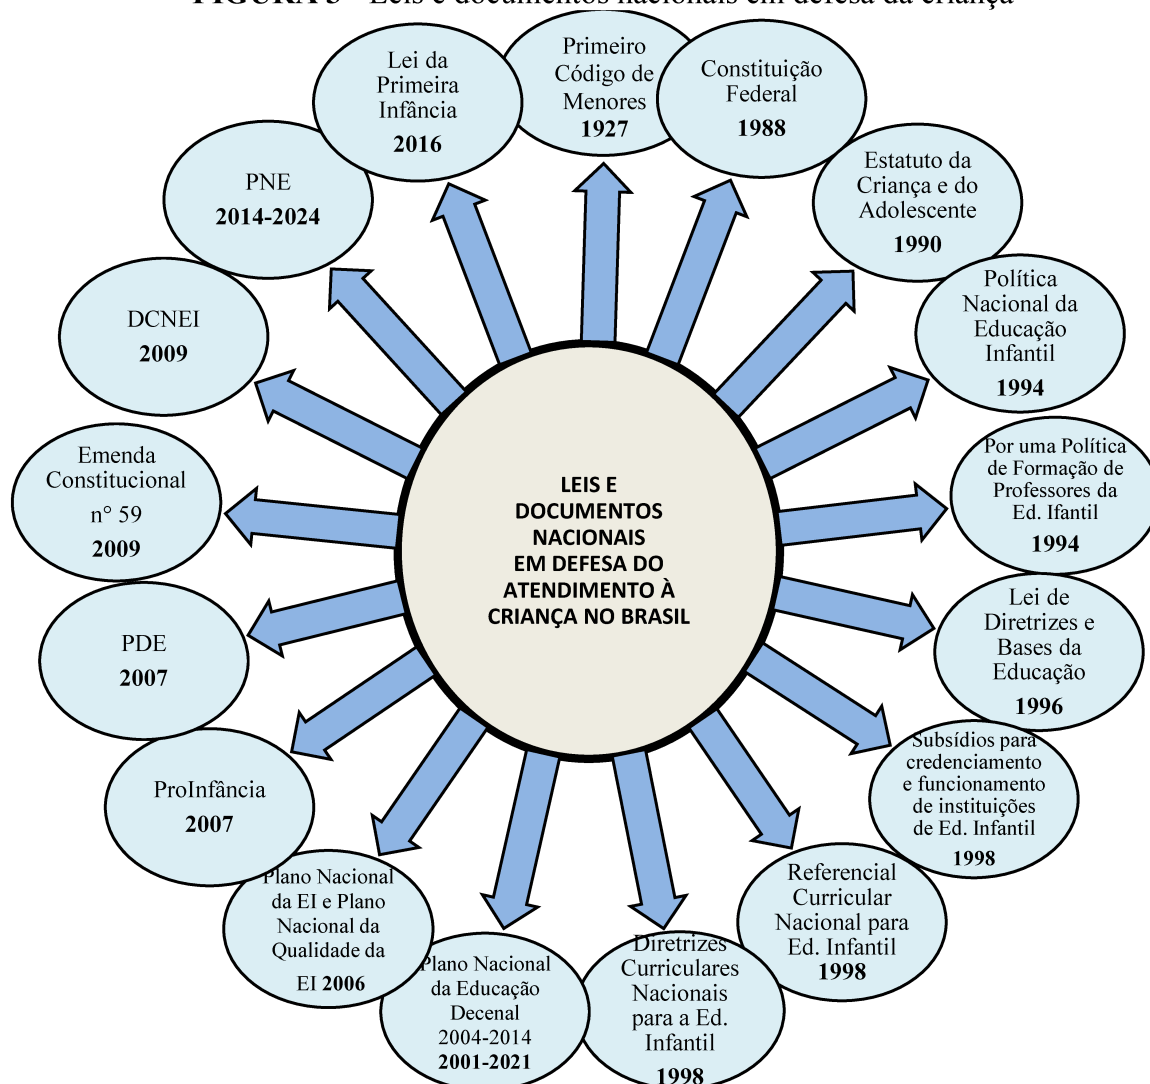 FIGURA 3 - Leis e documentos nacionais em defesa da criança
Primeiro
Código de
Menores
1927
Constituição
Federal
1988
Estatuto da
Criança e do
Adolescente
1990
Política
Nacional da
Educação
Infantil
1994
Por uma Política
de Formação de
Professores da
Ed. Ifantil
1994
Lei de
Diretrizes e
Bases da
Educação
1996
Subsídios para
credenciamento
e funcionamento
de instituições
de Ed. Infantil
1998
Referencial
Curricular
Nacional para
Ed. Infantil
1998
Diretrizes
Curriculares
Nacionais
para a Ed.
Infantil
1998
Plano Nacional
da Educação
Decenal
2004-2014
2001-2021
Plano Nacional
da EI e Plano
Nacional da
Qualidade da
EI 2006
ProInfância
2007
PDE
2007
Emenda
Constitucional
n° 59
2009
DCNEI
2009
PNE
2014-2024
Lei da
Primeira
Infância
2016
LEIS E
DOCUMENTOS
NACIONAIS
EM DEFESA DO
ATENDIMENTO À
CRIANÇA NO BRASIL